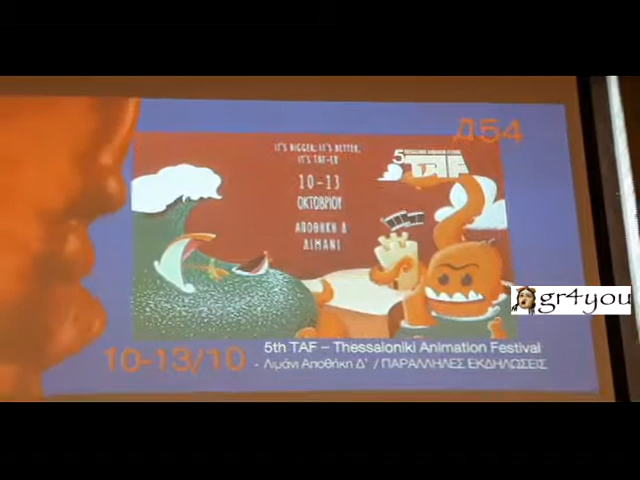 Д54
IT'S BIGGER, IT'S BETTER,
IT'S TAF-ER
10-13
ΟΚΤΩΒΡΙΟΥ
ΑΠΟΘΗΚΗ Δ
ΛΙΜΑΝΙ
5 TAF
gr4you
10-13/10
5th TAF – Thessaloniki Animation Festival
- Λιμάνι Αποθήκη Δ' / ΠΑΡΑΛΛΗΛΕΣ ΕΚΔΗΛΩΣΕΙΣ